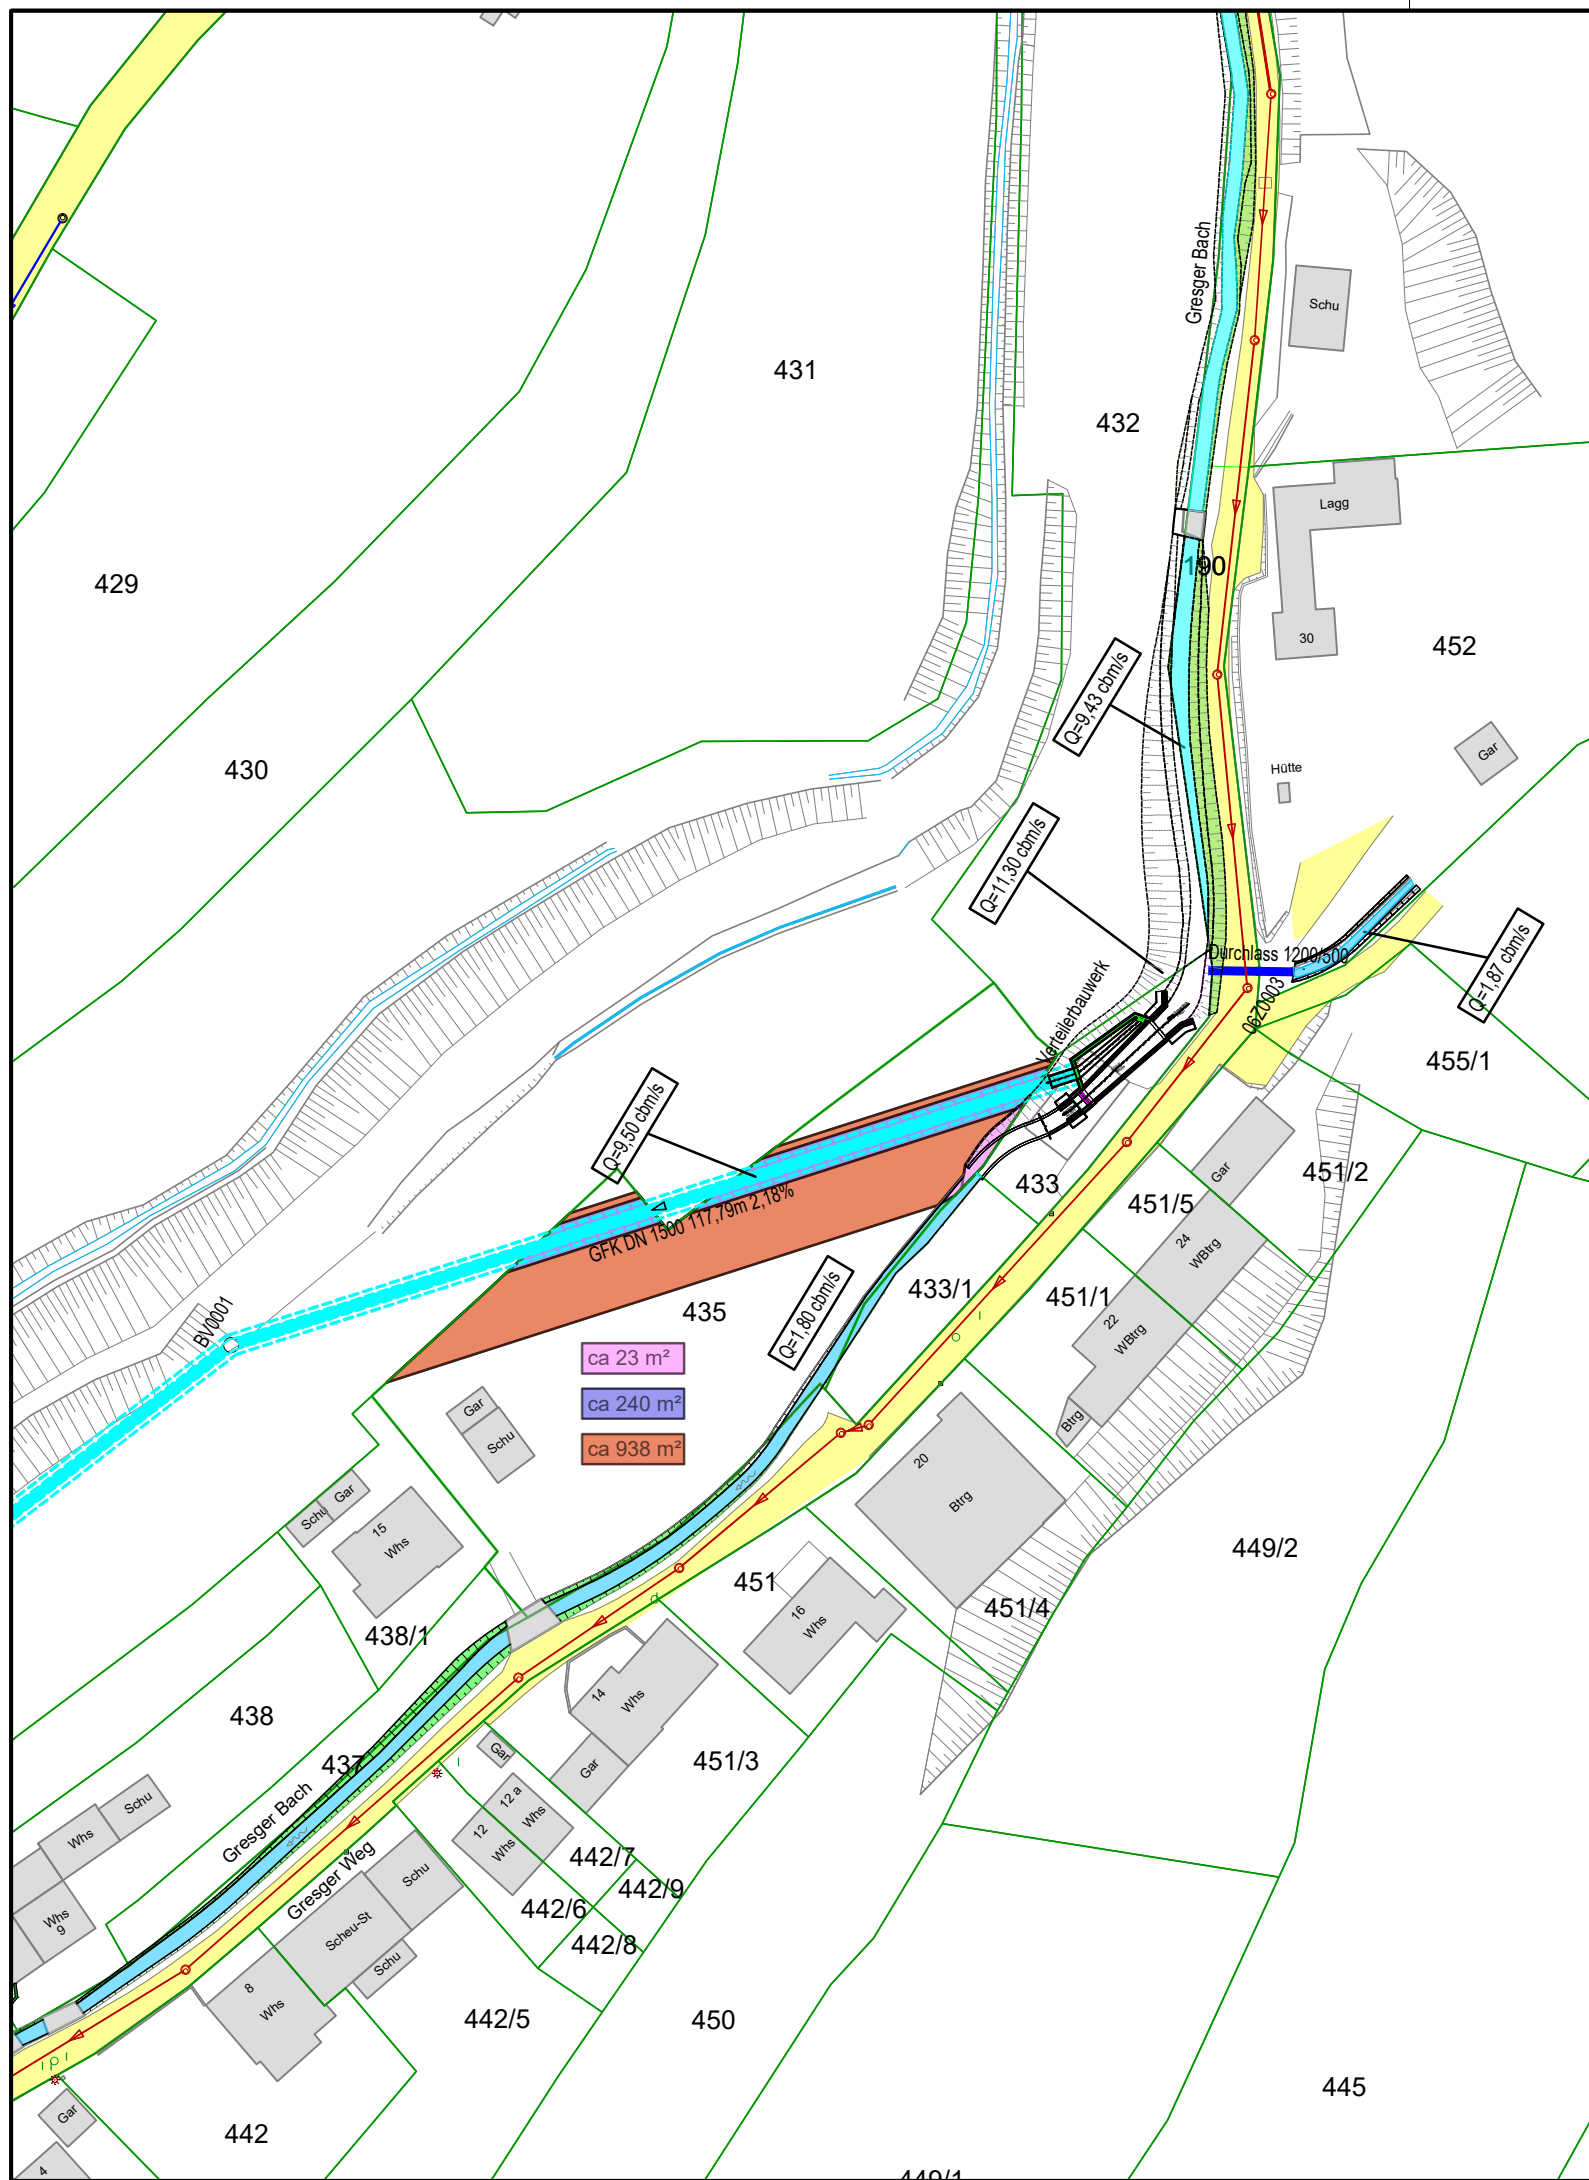 Gresger Bach
Schu
431
432
Lagg
190
429
30
452
Q=9,43 cbm/s
Gar
430
Hütte
Q=11,30 cbm/s
Durchlass 1200/500
Q=1,87 cbm/s
Verteilerbauwerk
06Z0003
455/1
Q=9,50 cbm/s
433
451/5
Gar
451/2
24
WBtrg
GFK DN 1500 117,79m 2,18%
433/1
451/1
22
WBtrg
435
BV0001
Q=1,80 cbm/s
ca 23 m²
ca 240 m²
ca 938 m²
Gar
Schu
Btrg
20
Btrg
Schu
Gar
15
Whs
449/2
451
16
Whs
451/4
438/1
14
Whs
438
437
Gar
Gar
451/3
Schu
Whs
Gresger Bach
12 a
Whs
12
Whs
442/7
442/9
Gresger Weg
Schu
442/6
Whs
9
Scheu-St
442/8
Schu
8
Whs
442/5
450
445
Gar
442
4
449/1